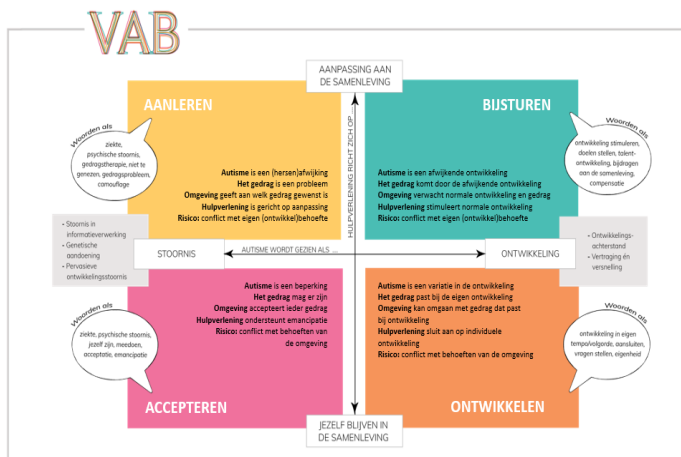 VAB
AANPASSING AAN
DE SAMENLEVING
AANLEREN
BIJSTUREN
Woorden als
ziekte,
psychische stoornis,
gedragstherapie, niet te
genezen, gedragsprobleem,
camouflage
Autisme is een (hersen)afwijking
Het gedrag is een probleem
Omgeving geeft aan welk gedrag gewenst is
Hulpverlening is gericht op aanpassing
Risico: conflict met eigen (ontwikkel)behoefte
HULPVERLENING RICHT ZICH OP ...
Autisme is een afwijkende ontwikkeling
Het gedrag komt door de afwijkende ontwikkeling
Omgeving verwacht normale ontwikkeling en gedrag
Hulpverlening stimuleert normale ontwikkeling
Risico: conflict met eigen (ontwikkel)behoefte
Woorden als
ontwikkeling stimuleren,
doelen stellen, talent-
ontwikkeling, bijdragen
aan de samenleving,
compensatie
- Stoornis in
informatieverwerking
- Genetische
aandoening
- Pervasieve
ontwikkelingsstoornis
STOORNIS
AUTISME WORDT GEZIEN ALS ...
ONTWIKKELING
- Ontwikkelings-
achterstand
- Vertraging én
versnelling
Woorden als
ziekte, psychische stoornis,
jezelf zijn, meedoen,
acceptatie, emancipatie
Autisme is een beperking
Het gedrag mag er zijn
Omgeving accepteert ieder gedrag
Hulpverlening ondersteunt emancipatie
Risico: conflict met behoeften van
de omgeving
Autisme is een variatie in de ontwikkeling
Het gedrag past bij de eigen ontwikkeling
Omgeving kan omgaan met gedrag dat past
bij ontwikkeling
Hulpverlening sluit aan op individuele
ontwikkeling
Risico: conflict met behoeften van de omgeving
Woorden als
ontwikkeling in eigen
tempo/volgorde, aansluiten,
vragen stellen, eigenheid
ACCEPTEREN
ONTWIKKELEN
JEZELF BLIJVEN IN
DE SAMENLEVING